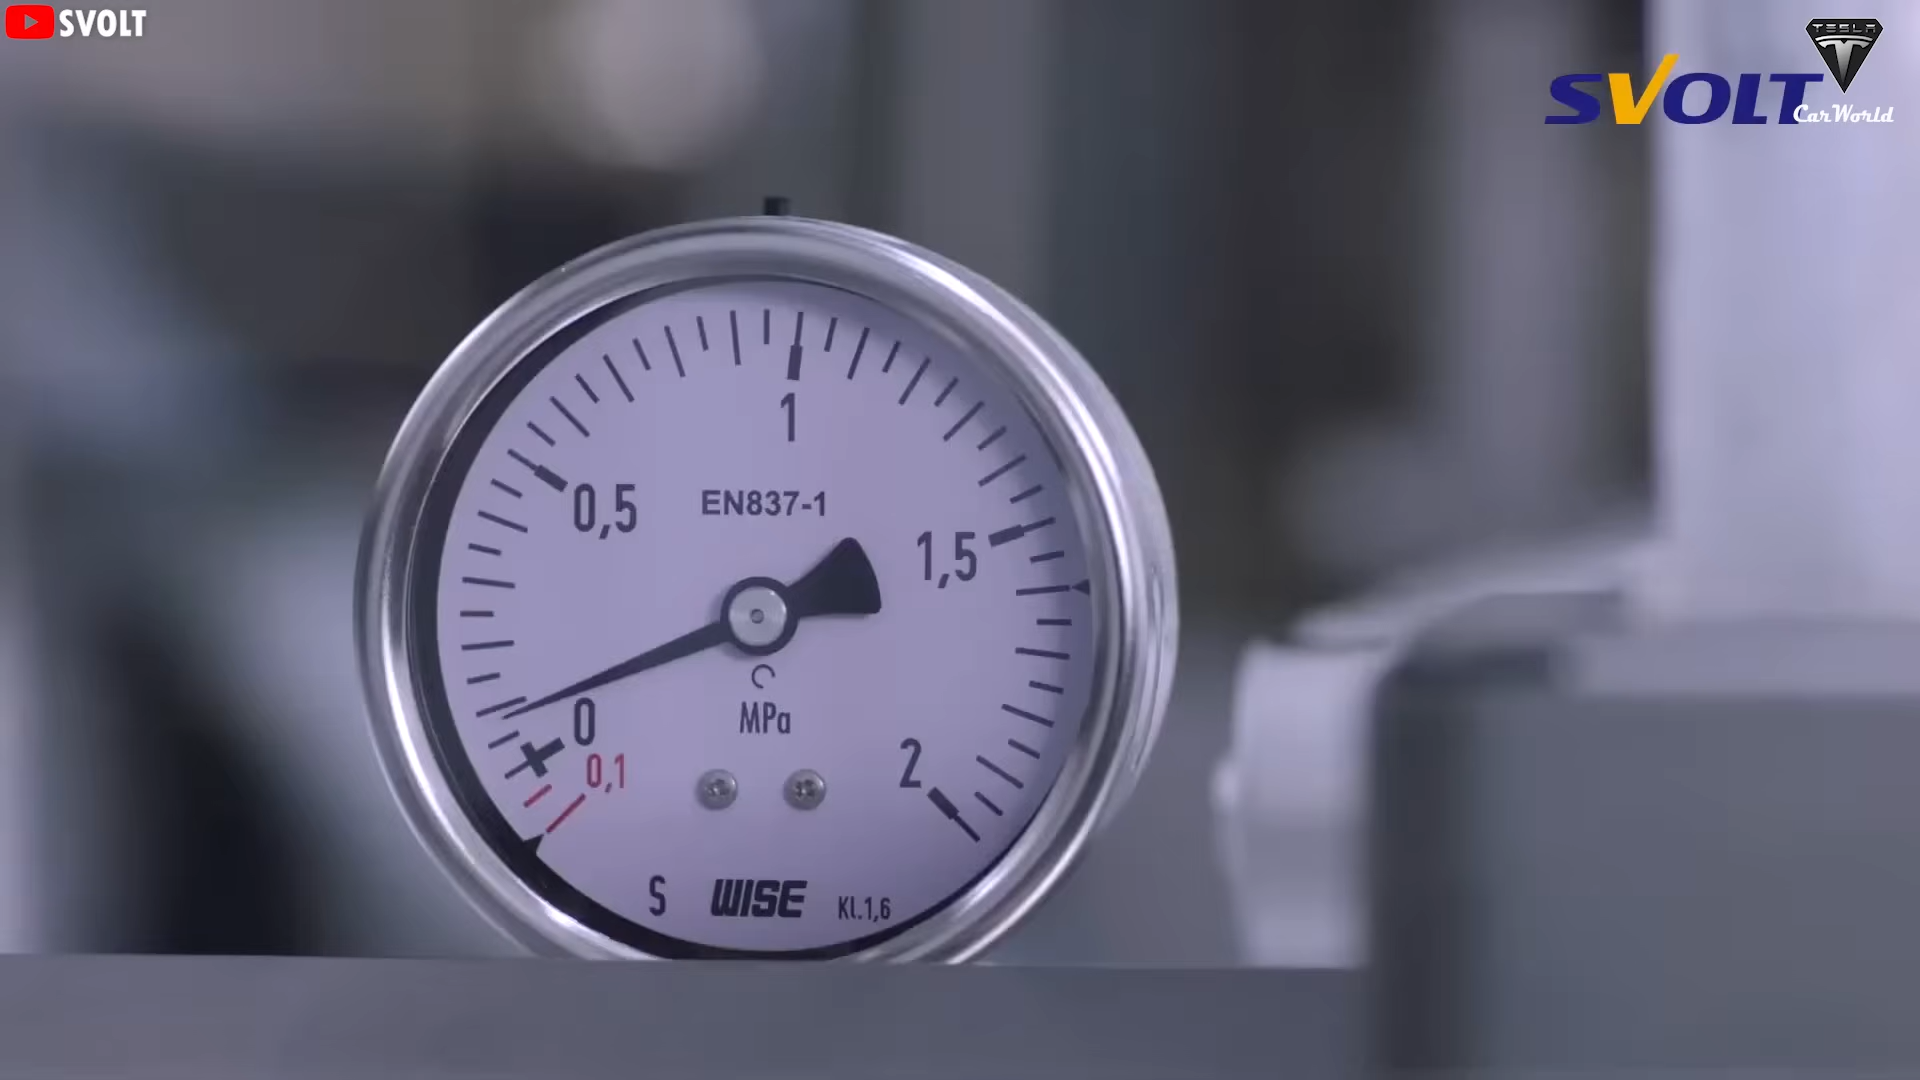 SVOLT
TESLA
SVOLT
CarWorld
1
0,5
EN837-1
1,5
0
MPa
0,1
2
S
WISE
Kl.1,6